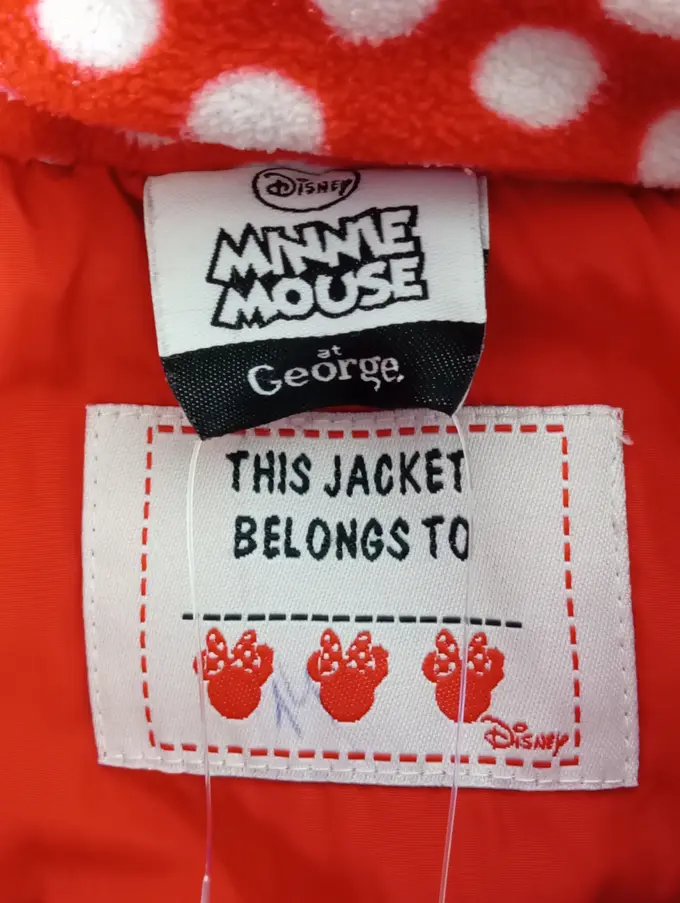 Disney
MINNIE
MOUSE
at
George.
THIS JACKET
BELONGS TO
Disney